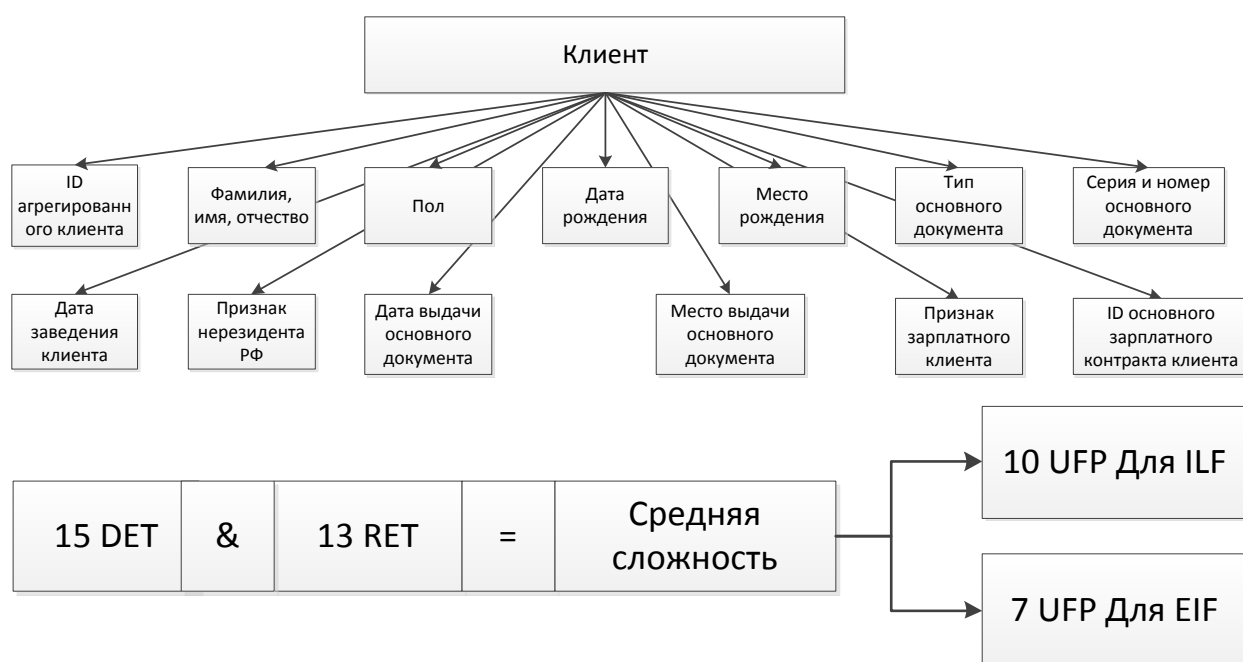 Клиент
ID
агрегированн
ого клиента
Фамилия,
имя, отчество
Пол
Дата
рождения
Место
рождения
Тип
основного
документа
Серия и номер
основного
документа
Дата
заведения
клиента
Признак
нерезидента
РФ
Дата выдачи
основного
документа
Место выдачи
основного
документа
Признак
зарплатного
клиента
ID основного
зарплатного
контракта клиента
15 DET
&
13 RET
=
Средняя
сложность
10 UFP Для ILF
7 UFP Для EIF